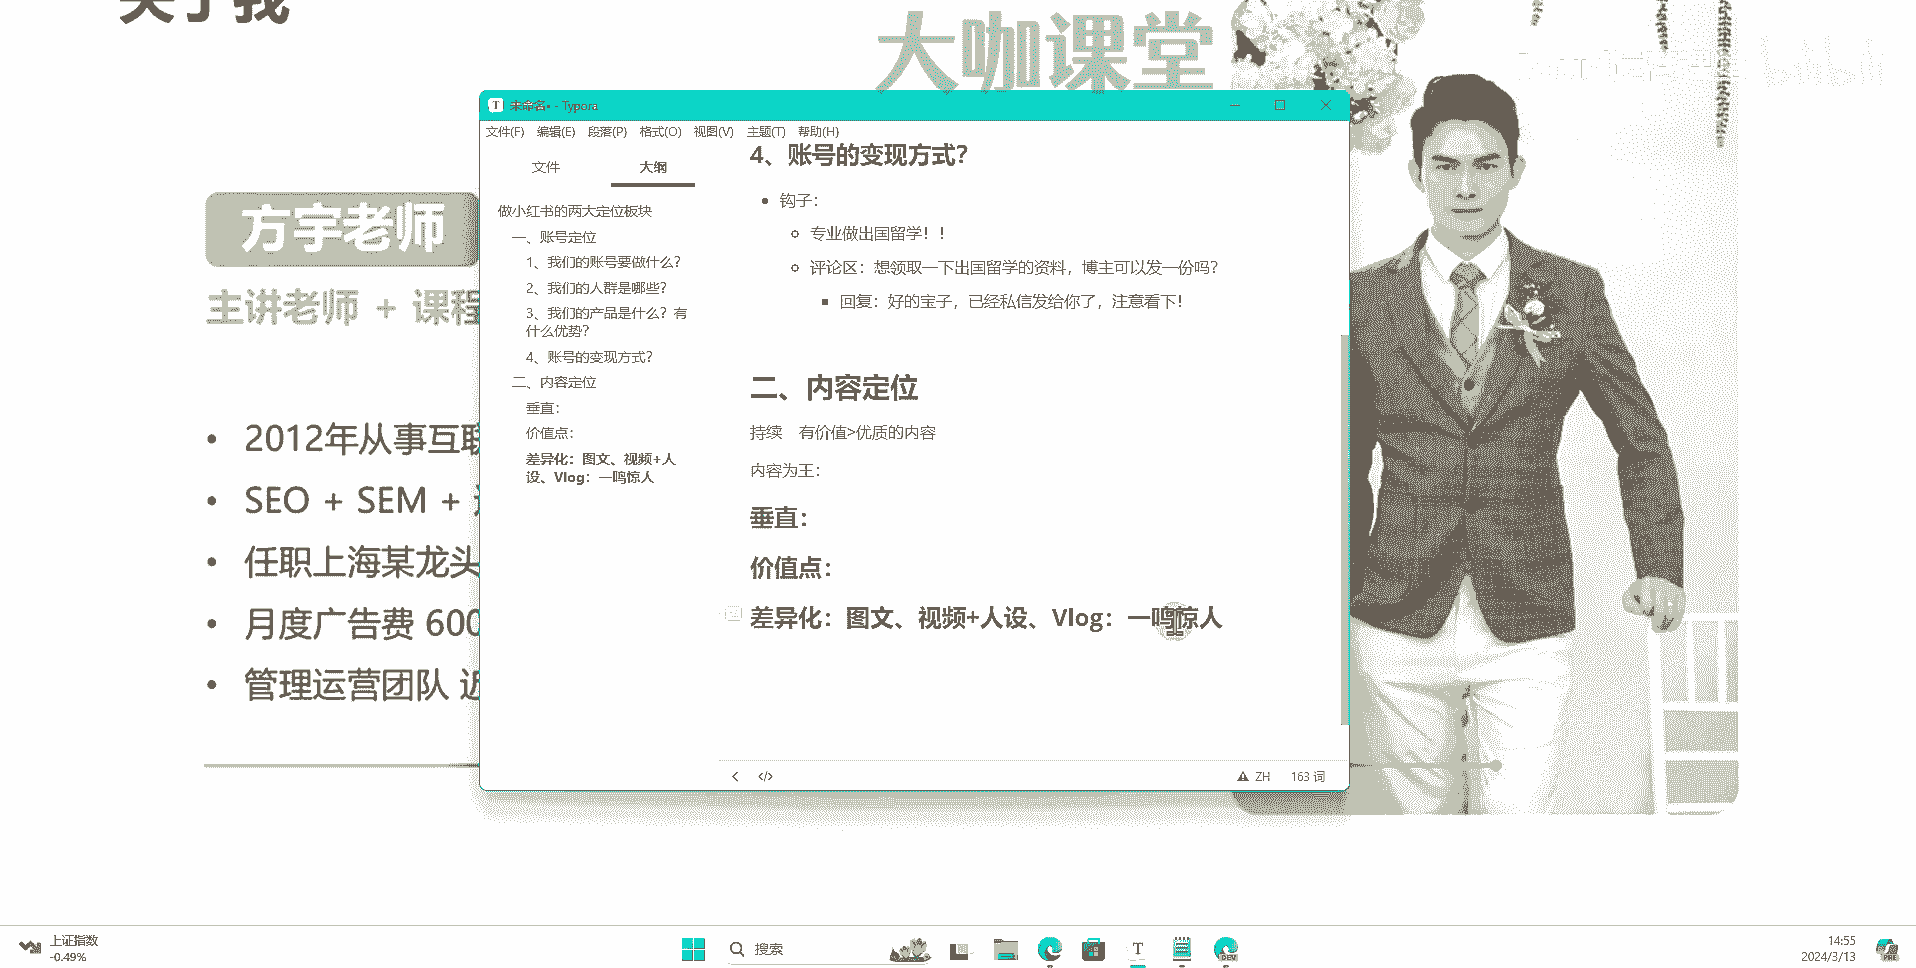 关于我
大咖课堂
bilibili
方宇老师
主讲老师 + 课程
2012年从事互联
SEO + SEM +
任职上海某龙头
月度广告费 600
管理运营团队 近
未命名• - Typora
文件(F) 编辑(E) 段落(P) 格式(O) 视图(V) 主题(T) 帮助(H)
文件 大纲
做小红书的两大定位板块
一、账号定位
1、我们的账号要做什么?
2、我们的人群是哪些?
3、我们的产品是什么? 有
什么优势?
4、账号的变现方式?
二、内容定位
垂直:
价值点:
差异化: 图文、视频+人
设、Vlog: 一鸣惊人
4、账号的变现方式?
钩子:
专业做出国留学! !
评论区: 想领取一下出国留学的资料, 博主可以发一份吗?
回复: 好的宝子, 已经私信发给你了, 注意看下!
二、内容定位
持续 有价值>优质的内容
内容为王:
垂直:
价值点:
差异化: 图文、视频+人设、Vlog: 一鸣惊人
ZH 163 词
上证指数
-0.49%
搜索
T
DEV
14:55
2024/3/13
PRE